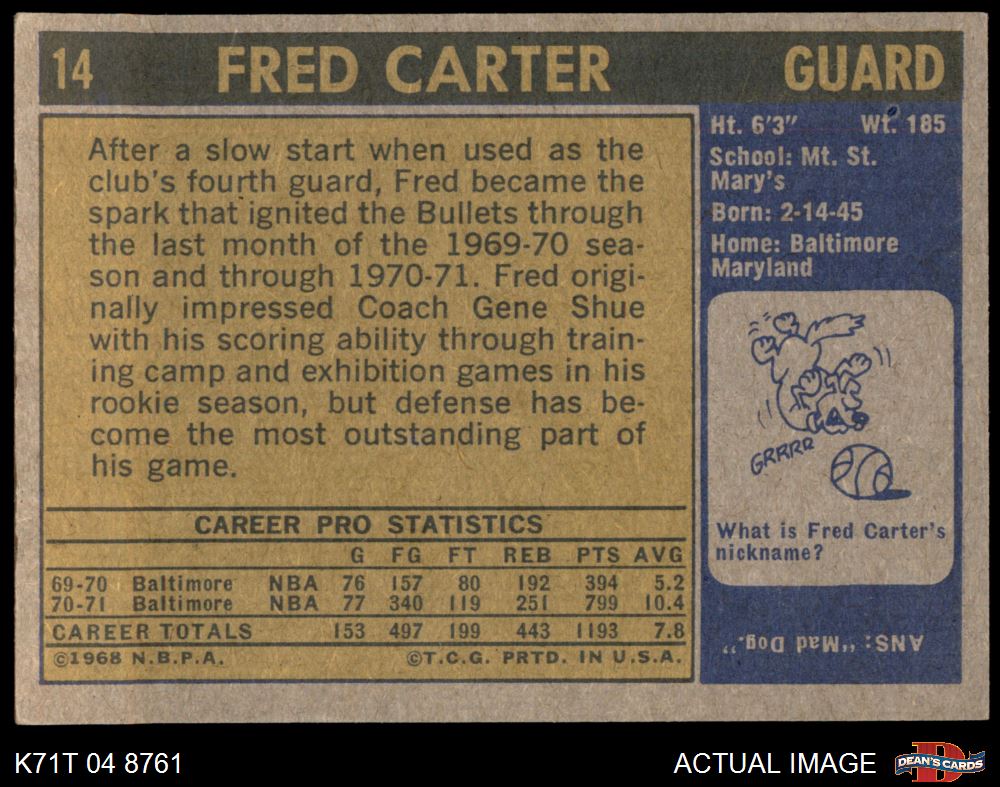 14 FRED CARTER GUARD
After a slow start when used as the
club's fourth guard, Fred became the
spark that ignited the Bullets through
the last month of the 1969-70 sea-
son and through 1970-71. Fred origi-
nally impressed Coach Gene Shue
with his scoring ability through train-
ing camp and exhibition games in his
rookie season, but defense has be-
come the most outstanding part of
his game.
CAREER PRO STATISTICS
G FG FT REB PTS AVG
69-70 Baltimore NBA 76 157 80 192 394 5.2
70-71 Baltimore NBA 77 340 119 251 799 10.4
CAREER TOTALS 153 497 199 443 1193 7.8
©1968 N.B.P.A. ©T.C.G. PRTD. IN U.S.A.
Ht. 6'3" Wt. 185
School: Mt. St.
Mary's
Born: 2-14-45
Home: Baltimore
Maryland
GRRRR
What is Fred Carter's
nickname?
ANS: "Mad Dog".
K71T 04 8761 ACTUAL IMAGE
DEAN'S CARDS